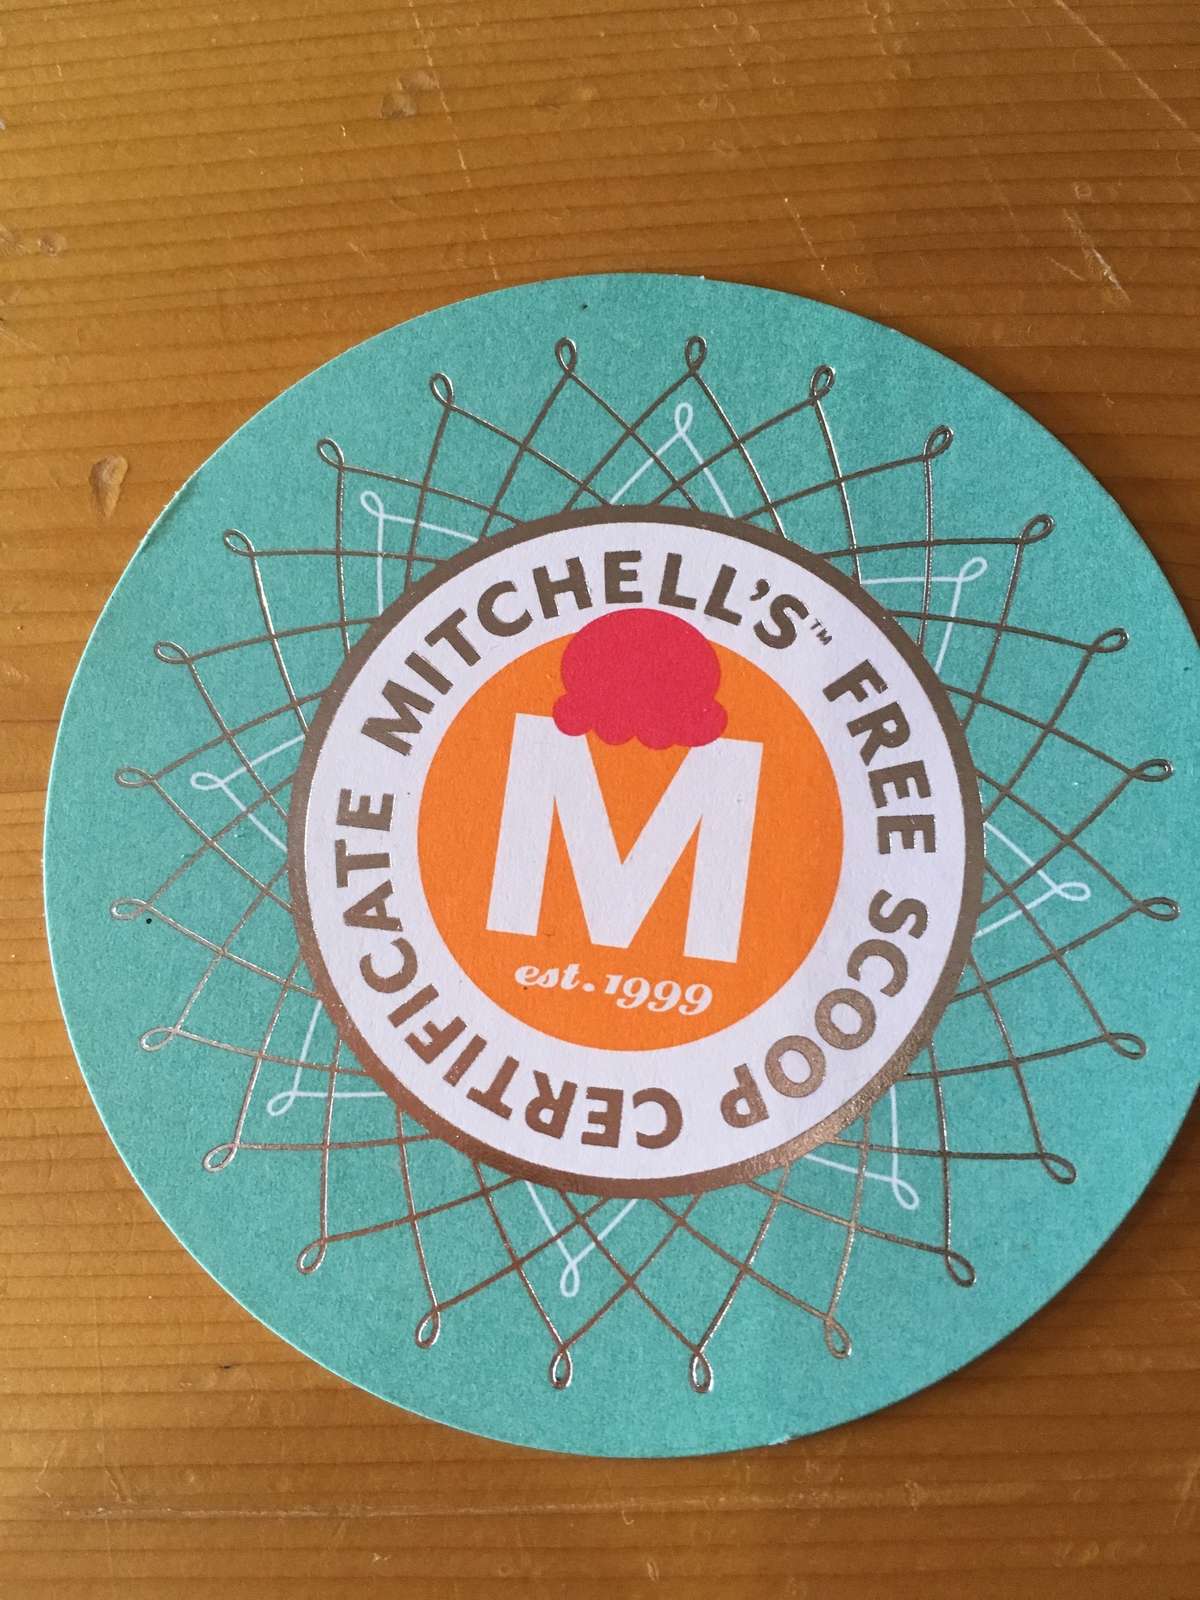 MITCHELL'S™ FREE SCOOP CERTIFICATE
M
est. 1999